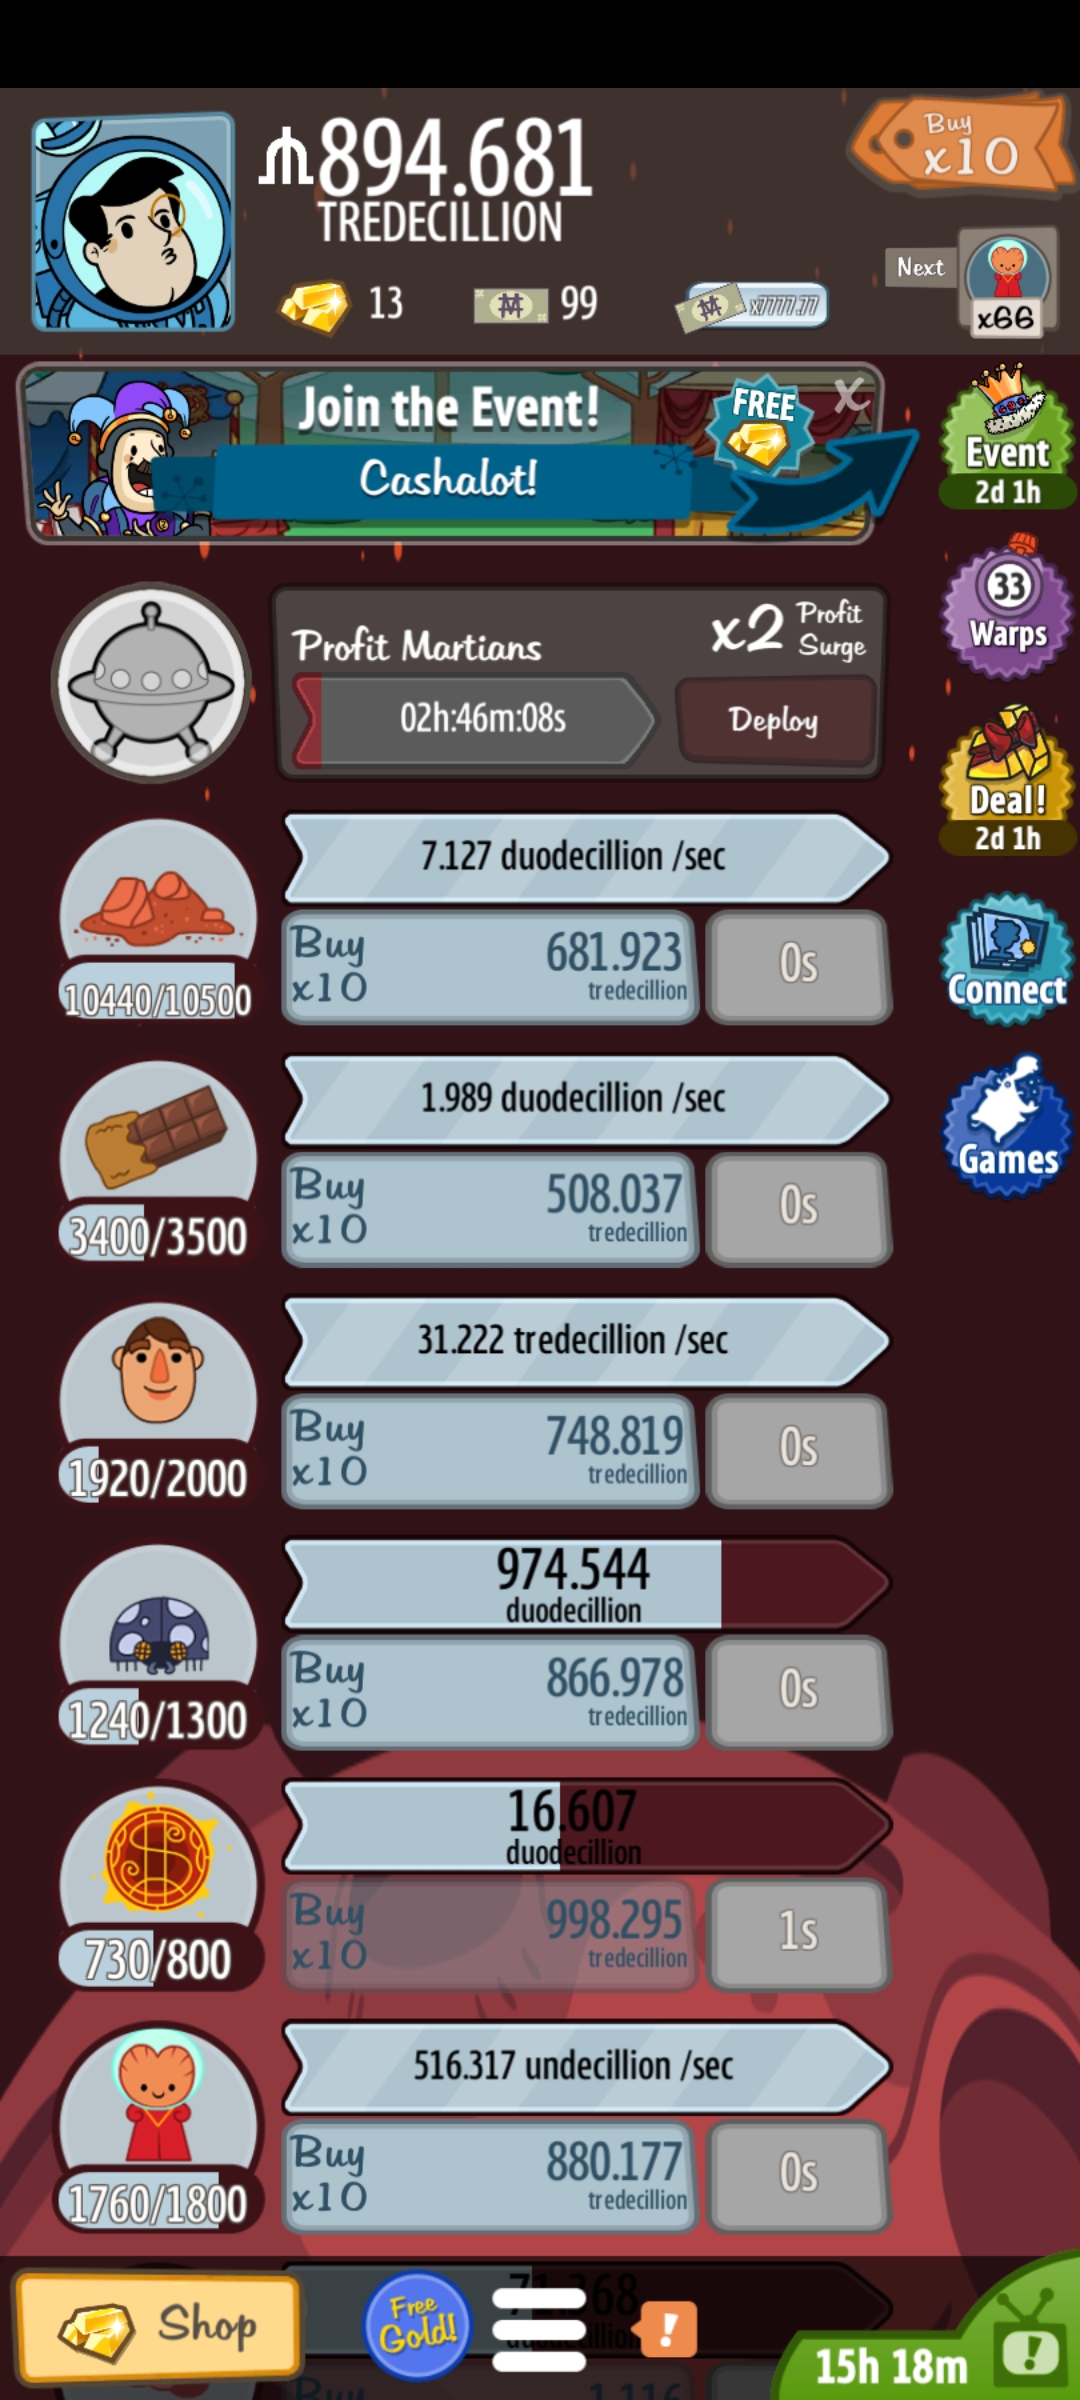 ₥894.681
TREDECILLION
Buy
x10
13
99
x7777.77
Next
x66
Join the Event!
Cashalot!
FREE
X
Event
2d 1h
Profit Martians
x2 Profit Surge
02h:46m:08s
Deploy
33
Warps
Deal!
2d 1h
7.127 duodecillion /sec
Buy 681.923
x10 tredecillion
0s
10440/10500
Connect
1.989 duodecillion /sec
Buy 508.037
x10 tredecillion
0s
3400/3500
Games
31.222 tredecillion /sec
Buy 748.819
x10 tredecillion
0s
1920/2000
974.544
duodecillion
Buy 866.978
x10 tredecillion
0s
1240/1300
16.607
duodecillion
Buy 998.295
x10 tredecillion
1s
730/800
516.317 undecillion /sec
Buy 880.177
x10 tredecillion
0s
1760/1800
Shop
Free
Gold!
!
15h 18m
!